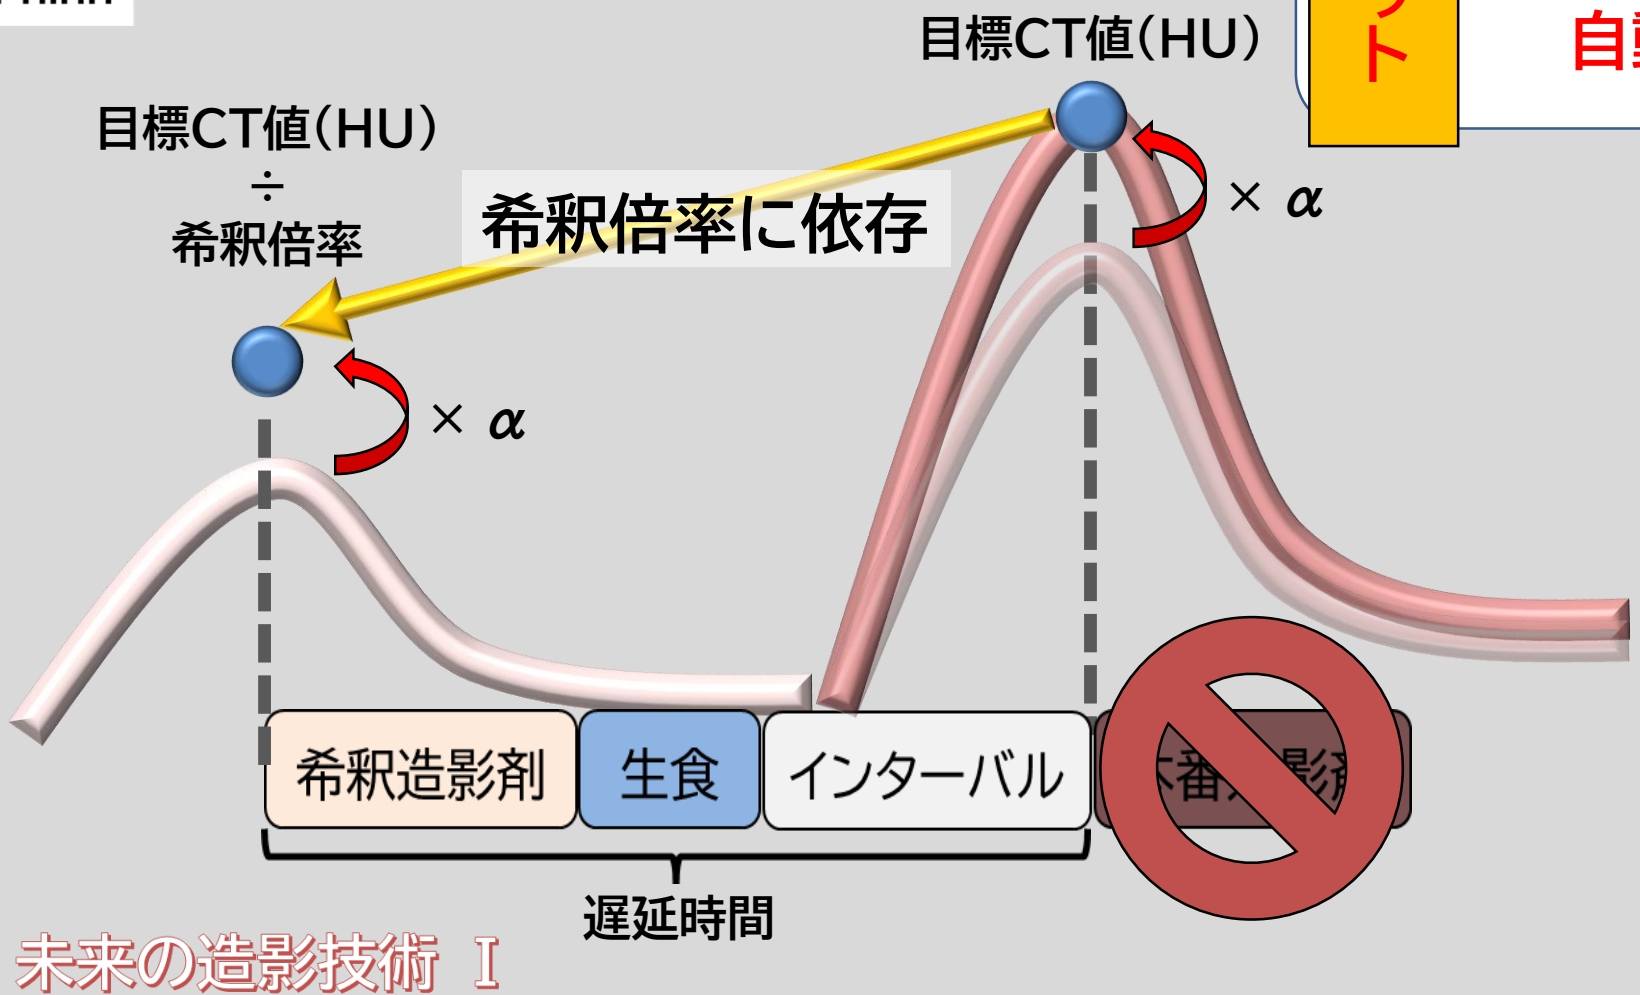 目標CT値(HU)
ト
自
目標CT値(HU)
÷
希釈倍率
希釈倍率に依存
× α
× α
希釈造影剤
生食
インターバル
遅延時間
未来の造影技術 Ⅰ